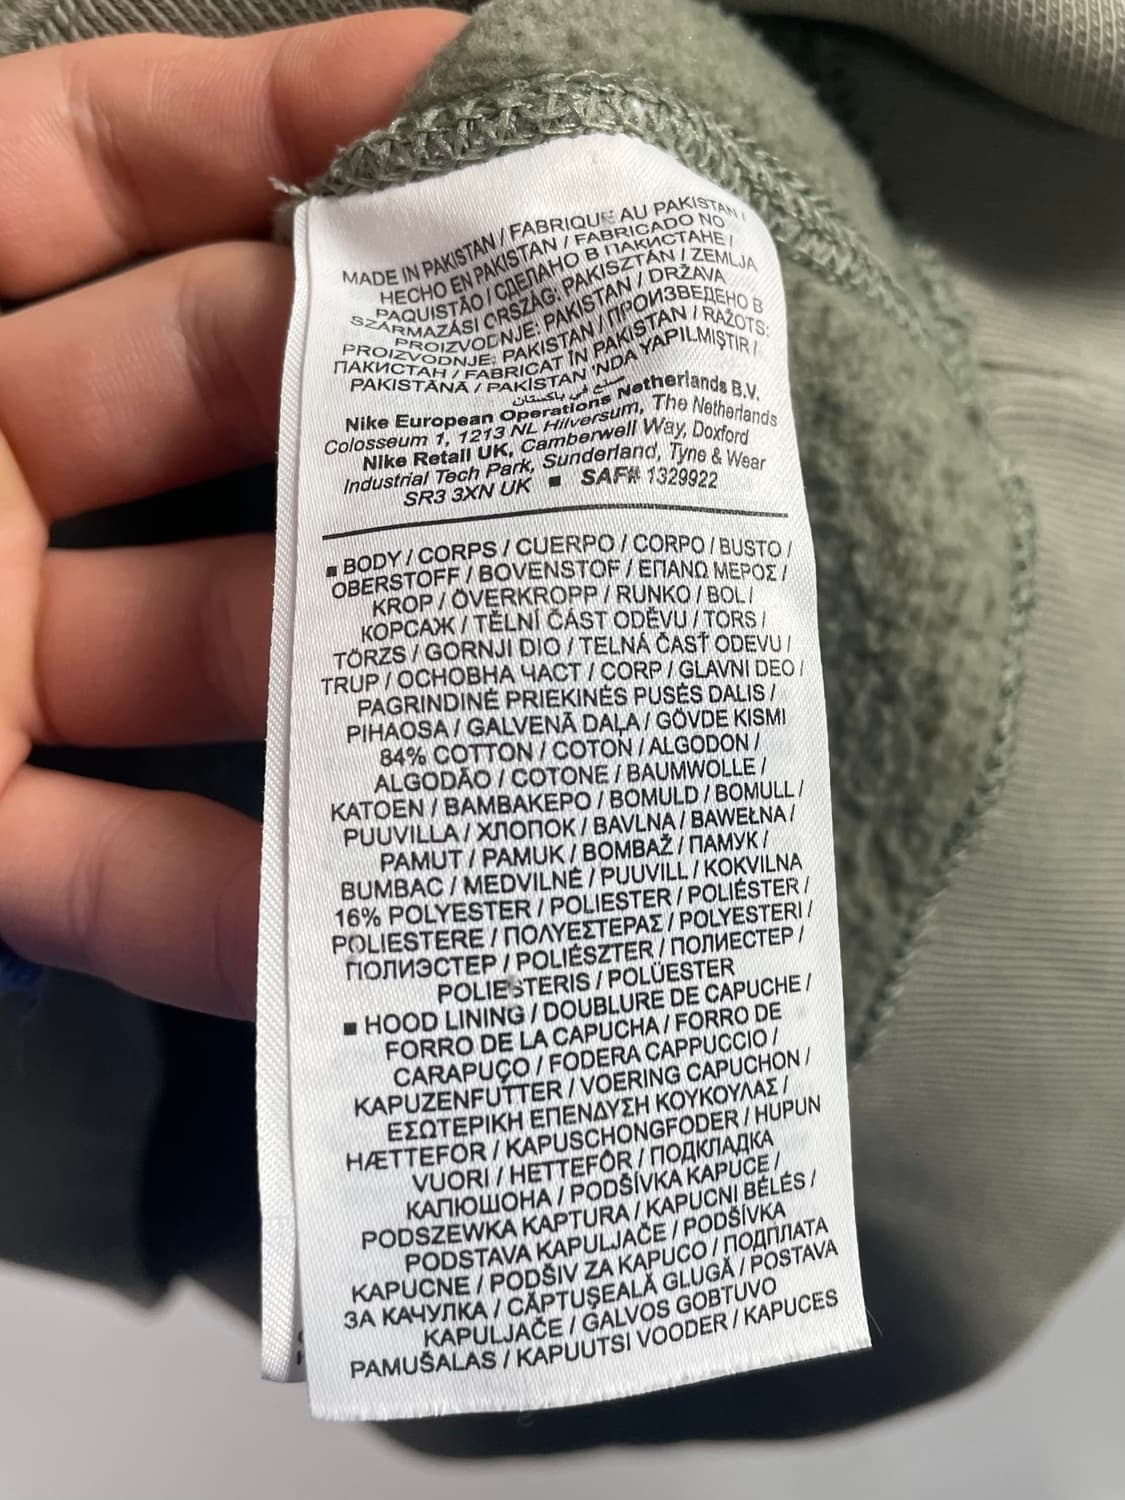 MADE IN PAKISTAN / FABRIQUÉ AU PAKISTAN /
HECHO EN PAKISTAN / FABRICADO NO
PAQUISTÃO / СДЕЛАНО В ПАКИСТАНЕ /
SZÁRMAZÁSI ORSZÁG: PAKISZTÁN / ZEMLJA
PROIZVODNJE: PAKISTAN / DRŽAVA
PROIZVODNJE: PAKISTAN / ПРОИЗВЕДЕНО В
ПАКИСТАН / FABRICAT ÎN PAKISTAN / RAŽOTS:
PAKISTĀNĀ / PAKİSTAN 'NDA YAPILMIŞTIR /
صنع في باكستان
Nike European Operations Netherlands B.V.
Colosseum 1, 1213 NL Hilversum, The Netherlands
Nike Retail UK, Camberwell Way, Doxford
Industrial Tech Park, Sunderland, Tyne & Wear
SR3 3XN UK ■ SAF# 1329922
■ BODY / CORPS / CUERPO / CORPO / BUSTO /
OBERSTOFF / BOVENSTOF / ΕΠΑΝΩ ΜΕΡΟΣ /
KROP / ÖVERKROPP / RUNKO / BOL /
КОРСАЖ / TĚLNÍ ČÁST ODĚVU / TORS /
TÖRZS / GORNJI DIO / TELNÁ ČASŤ ODEVU /
TRUP / ОСНОВНА ЧАСТ / CORP / GLAVNI DEO /
PAGRINDINĖ PRIEKINĖS PUSĖS DALIS /
PIHAOSA / GALVENĀ DAĻA / GÖVDE KISMI
84% COTTON / COTON / ALGODON /
ALGODÃO / COTONE / BAUMWOLLE /
KATOEN / ΒΑΜΒΑΚΕΡΟ / BOMULD / BOMULL /
PUUVILLA / ХЛОПОК / BAVLNA / BAWEŁNA /
PAMUT / PAMUK / BOMBAŽ / ПАМУК /
BUMBAC / MEDVILNĖ / PUUVILL / KOKVILNA
16% POLYESTER / POLIESTER / POLIÉSTER /
POLIESTERE / ΠΟΛΥΕΣΤΕΡΑΣ / POLYESTERI /
ПОЛИЭСТЕР / POLIÉSZTER / ПОЛИЕСТЕР /
POLIESTERIS / POLÜESTER
■ HOOD LINING / DOUBLURE DE CAPUCHE /
FORRO DE LA CAPUCHA / FORRO DE
CARAPUÇO / FODERA CAPPUCCIO /
KAPUZENFUTTER / VOERING CAPUCHON /
ΕΣΩΤΕΡΙΚΗ ΕΠΕΝΔΥΣΗ ΚΟΥΚΟΥΛΑΣ /
HÆTTEFOR / KAPUSCHONGFODER / HUPUN
VUORI / HETTEFÔR / ПОДКЛАДКА
КАПЮШОНА / PODŠÍVKA KAPUCE /
PODSZEWKA KAPTURA / KAPUCNI BÉLÉS /
PODSTAVA KAPULJAČE / PODŠÍVKA
KAPUCNE / PODŠIV ZA KAPUCO / ПОДПЛАТА
ЗА КАЧУЛКА / CĂPTUŞEALĂ GLUGĂ / POSTAVA
KAPULJAČE / GALVOS GOBTUVO
PAMUŠALAS / KAPUUTSI VOODER / KAPUCES